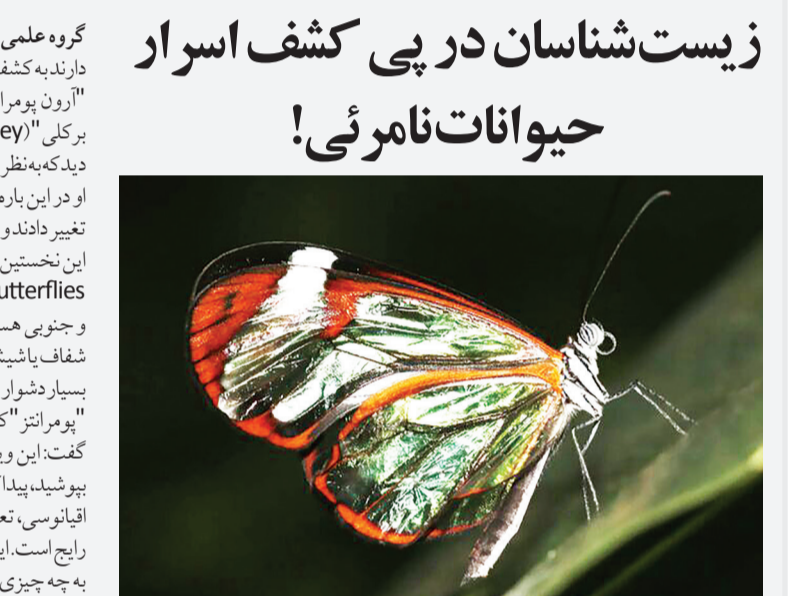 زیست‌شناسان در پی کشف اسرار
حیوانات نامرئی!
گروه علمی
دارند به کشف
"آرون پومرا
برکلی" (ey
دید که به نظر
او در این باره
تغییر دادند و
این نخستین
utterflies
و جنوبی هس
شفاف یا شیش
بسیار دشوار
"پومرانتز" ک
گفت: این وی
بپوشید، پیدا
اقیانوسی، تع
رایج است. ای
به چه چیزی